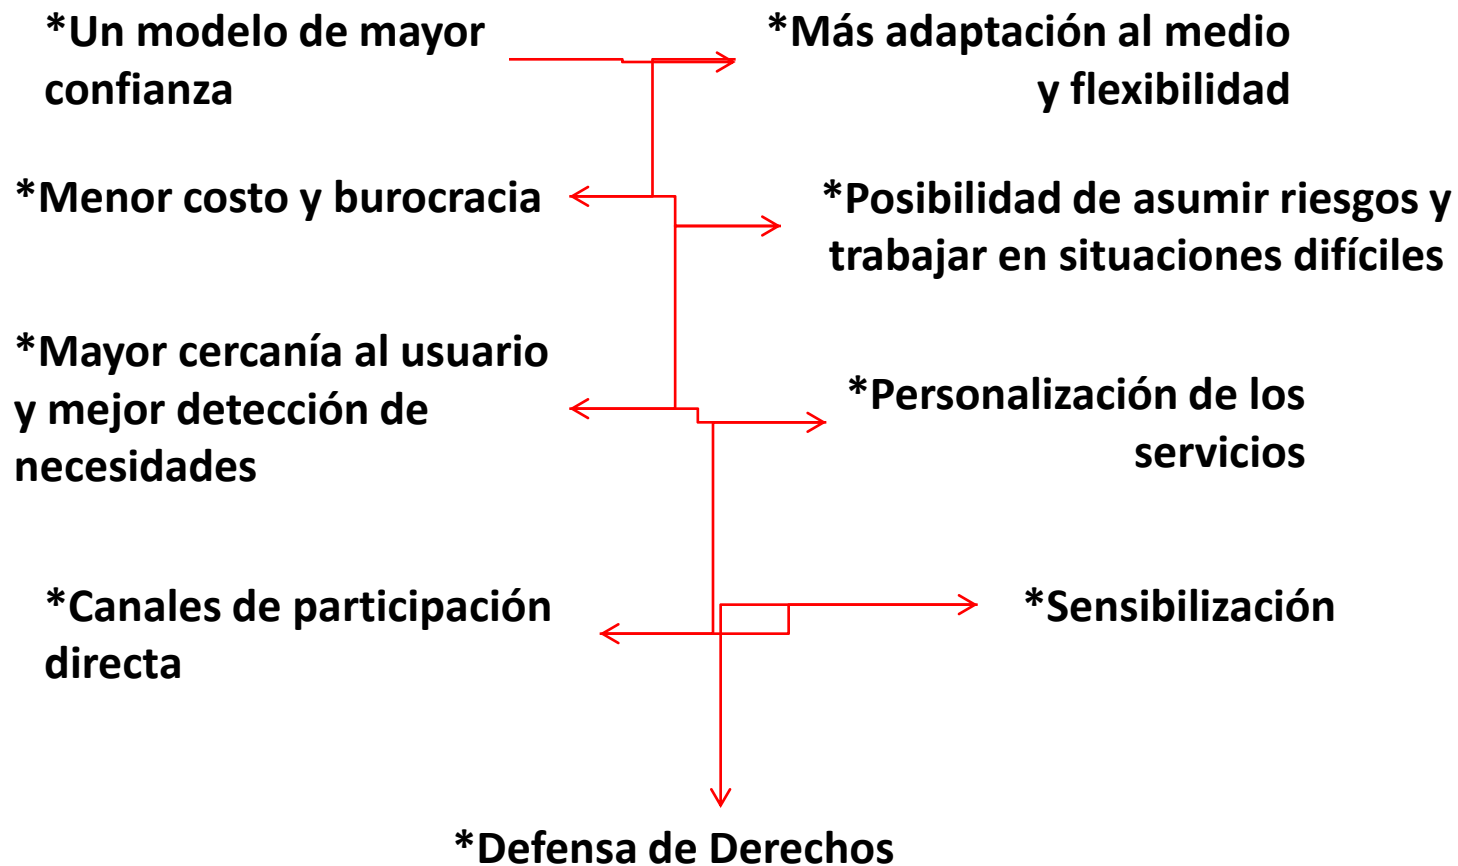 *Un modelo de mayor
confianza
*Más adaptación al medio
y flexibilidad
*Menor costo y burocracia
*Posibilidad de asumir riesgos y
trabajar en situaciones difíciles
*Mayor cercanía al usuario
y mejor detección de
necesidades
*Personalización de los
servicios
*Canales de participación
directa
*Sensibilización
*Defensa de Derechos